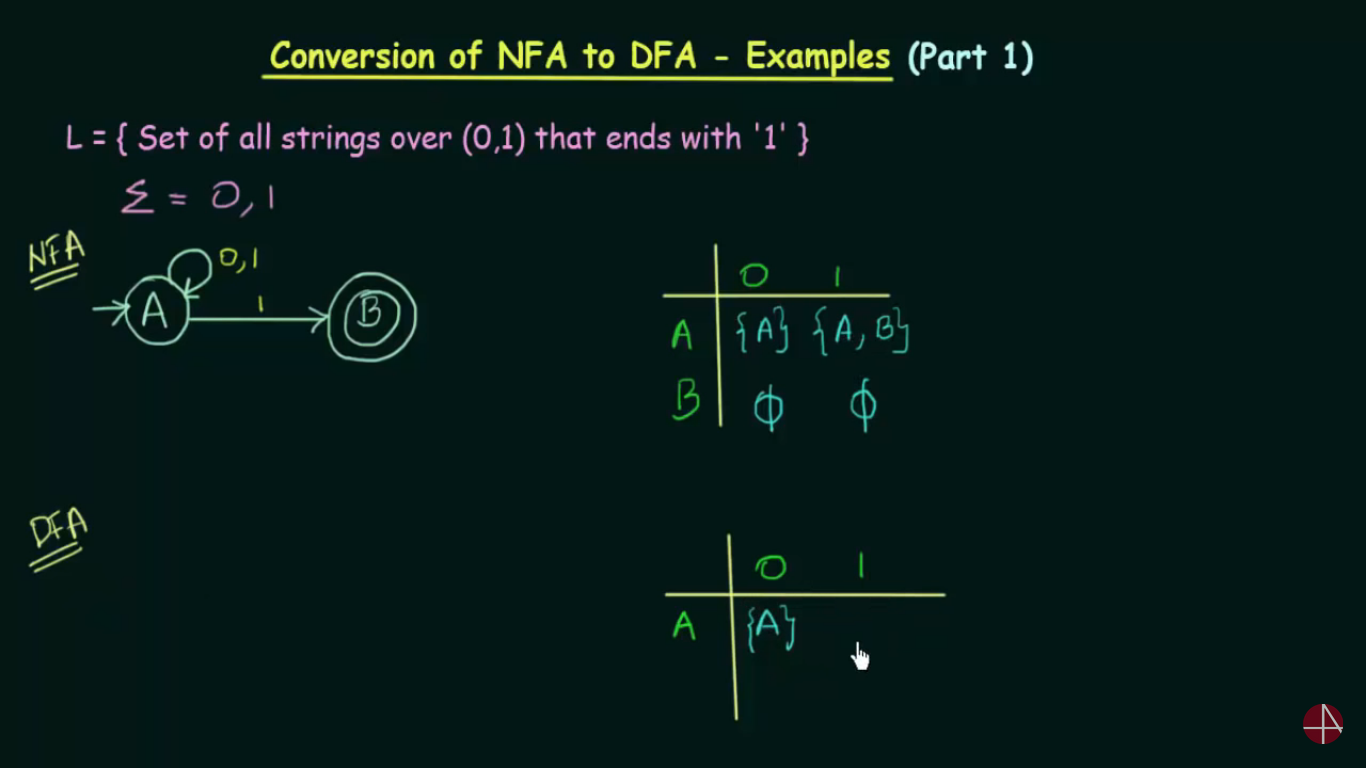 Conversion of NFA to DFA - Examples (Part 1)
L = { Set of all strings over (0,1) that ends with '1' }
Σ = 0, 1
NFA
0, 1
A
1
B
0 1
A {A} {A, B}
B ϕ ϕ
DFA
0 1
A {A}